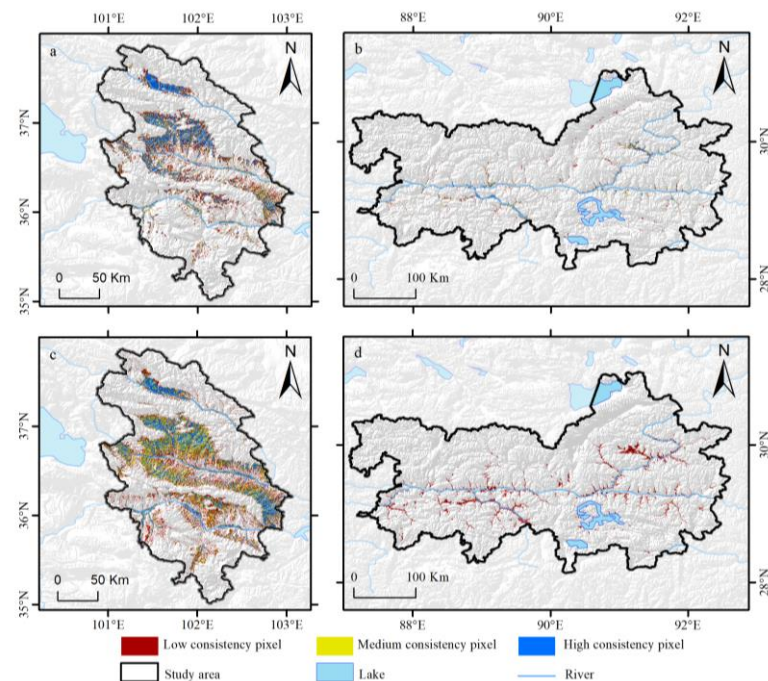 101°E 102°E 103°E 88°E 90°E 92°E
a N b N
37°N 30°N
36°N
0 50 Km 0 100 Km
35°N 28°N
c N d N
37°N 30°N
36°N
0 50 Km 0 100 Km
35°N 28°N
101°E 102°E 103°E 88°E 90°E 92°E
Low consistency pixel Medium consistency pixel High consistency pixel
Study area Lake River